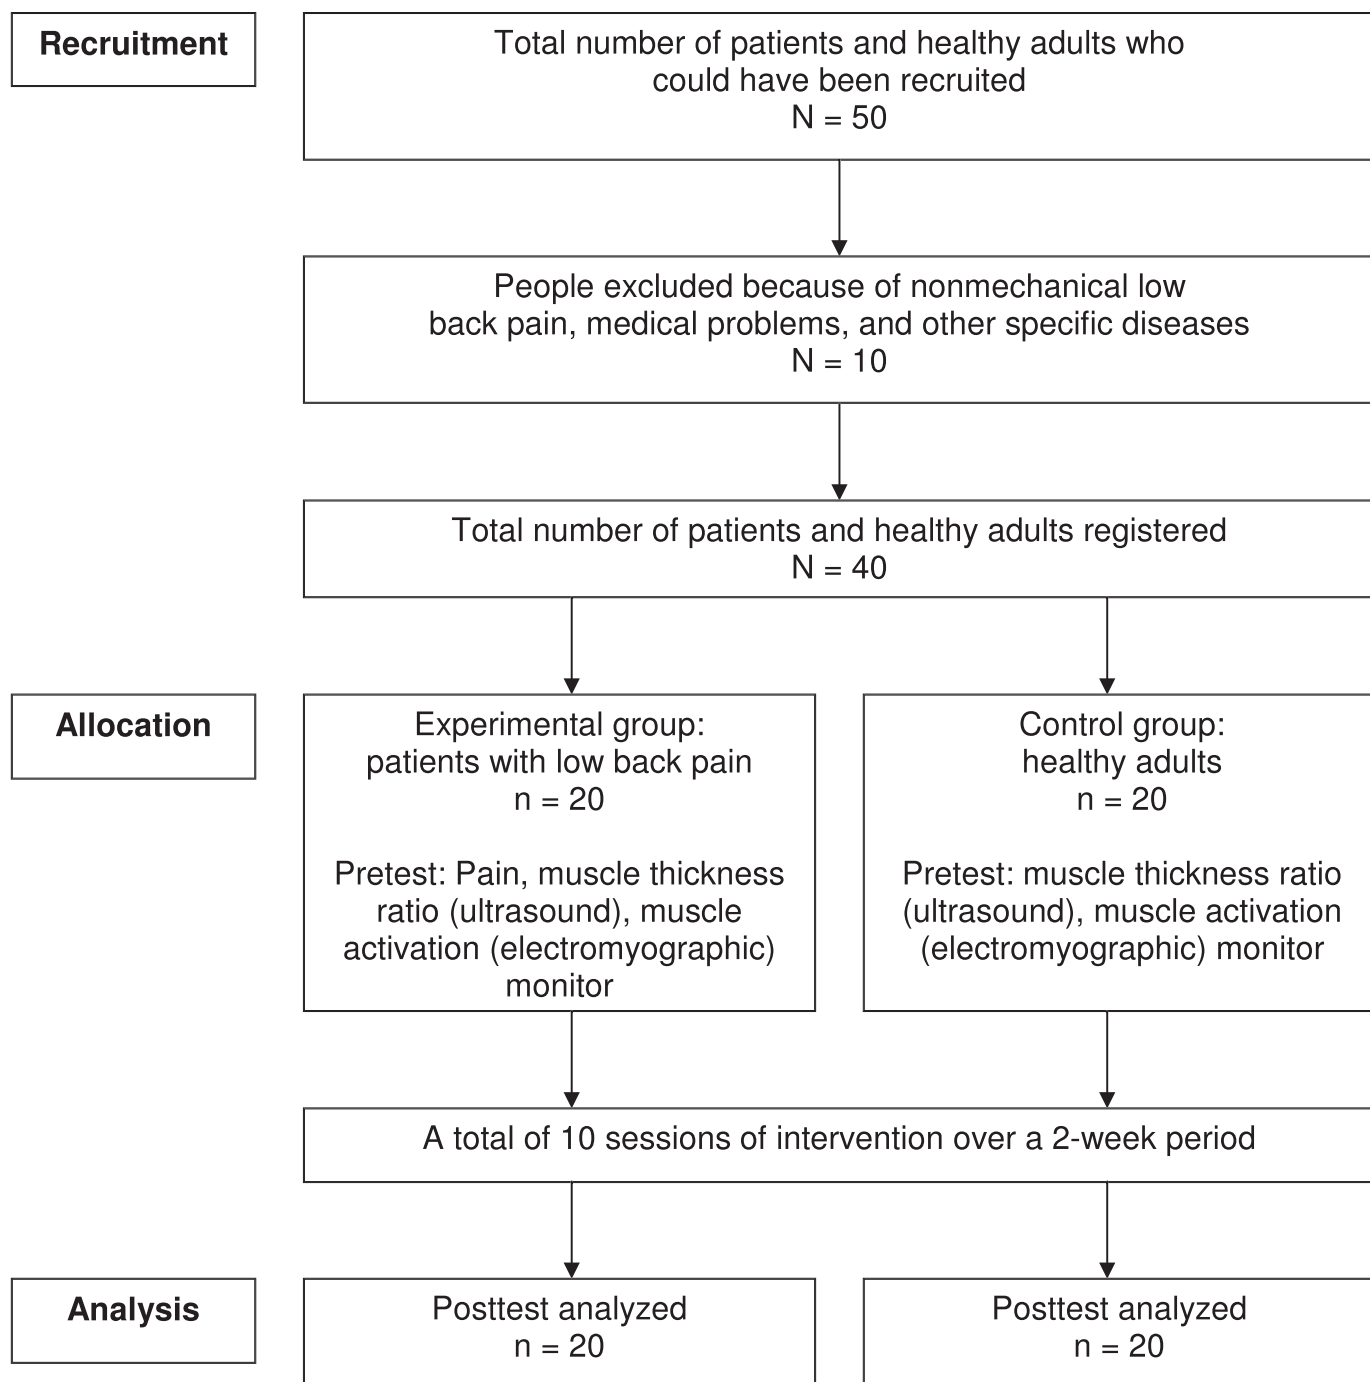 Recruitment
Total number of patients and healthy adults who
could have been recruited
N = 50
People excluded because of nonmechanical low
back pain, medical problems, and other specific diseases
N = 10
Total number of patients and healthy adults registered
N = 40
Allocation
Experimental group:
patients with low back pain
n = 20
Pretest: Pain, muscle thickness
ratio (ultrasound), muscle
activation (electromyographic)
monitor
Control group:
healthy adults
n = 20
Pretest: muscle thickness ratio
(ultrasound), muscle activation
(electromyographic) monitor
A total of 10 sessions of intervention over a 2-week period
Analysis
Posttest analyzed
n = 20
Posttest analyzed
n = 20